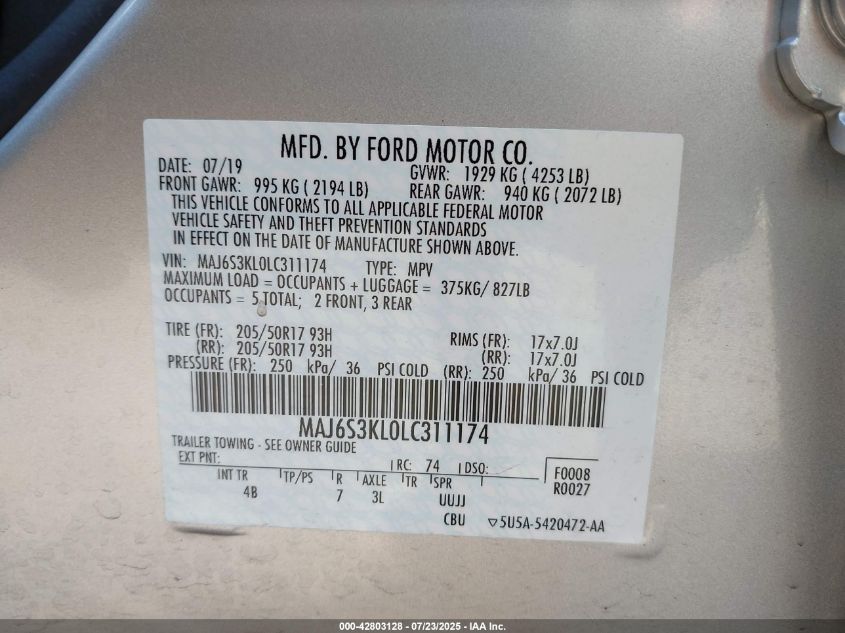 MFD. BY FORD MOTOR CO.
DATE: 07/19 GVWR: 1929 KG ( 4253 LB)
FRONT GAWR: 995 KG ( 2194 LB) REAR GAWR: 940 KG ( 2072 LB)
THIS VEHICLE CONFORMS TO ALL APPLICABLE FEDERAL MOTOR
VEHICLE SAFETY AND THEFT PREVENTION STANDARDS
IN EFFECT ON THE DATE OF MANUFACTURE SHOWN ABOVE.
VIN: MAJ6S3KL0LC311174 TYPE: MPV
MAXIMUM LOAD = OCCUPANTS + LUGGAGE = 375KG/ 827LB
OCCUPANTS = 5 TOTAL; 2 FRONT, 3 REAR
TIRE (FR): 205/50R17 93H RIMS (FR): 17x7.0J
(RR): 205/50R17 93H (RR): 17x7.0J
PRESSURE (FR): 250 kPa/ 36 PSI COLD (RR): 250 kPa/ 36 PSI COLD
MAJ6S3KL0LC311174
TRAILER TOWING - SEE OWNER GUIDE
EXT PNT: RC: 74 DSO: F0008
INT TR TP/PS R AXLE TR SPR R0027
4B 7 3L UUJJ
CBU ▽5U5A-5420472-AA
000-42803128 - 07/23/2025 - IAA Inc.